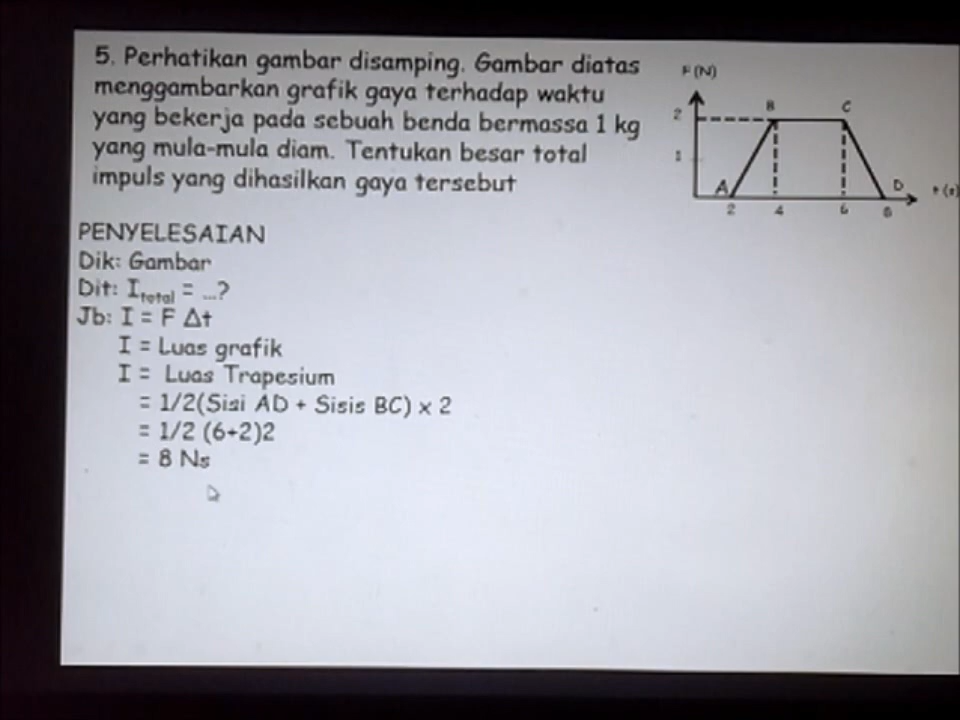 5. Perhatikan gambar disamping. Gambar diatas
menggambarkan grafik gaya terhadap waktu
yang bekerja pada sebuah benda bermassa 1 kg
yang mula-mula diam. Tentukan besar total
impuls yang dihasilkan gaya tersebut
F (N)
2
B
C
1
A
D
t (s)
2
4
6
8
PENYELESAIAN
Dik: Gambar
Dit: Itotal = ...?
Jb: I = F Δt
I = Luas grafik
I = Luas Trapesium
= 1/2(Sisi AD + Sisis BC) x 2
= 1/2 (6+2)2
= 8 Ns